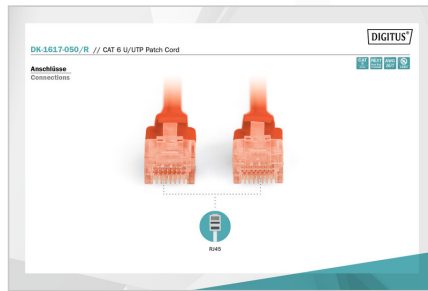 DIGITUS®
DK-1617-050/R // CAT 6 U/UTP Patch Cord
Anschlüsse
Connections
RJ45